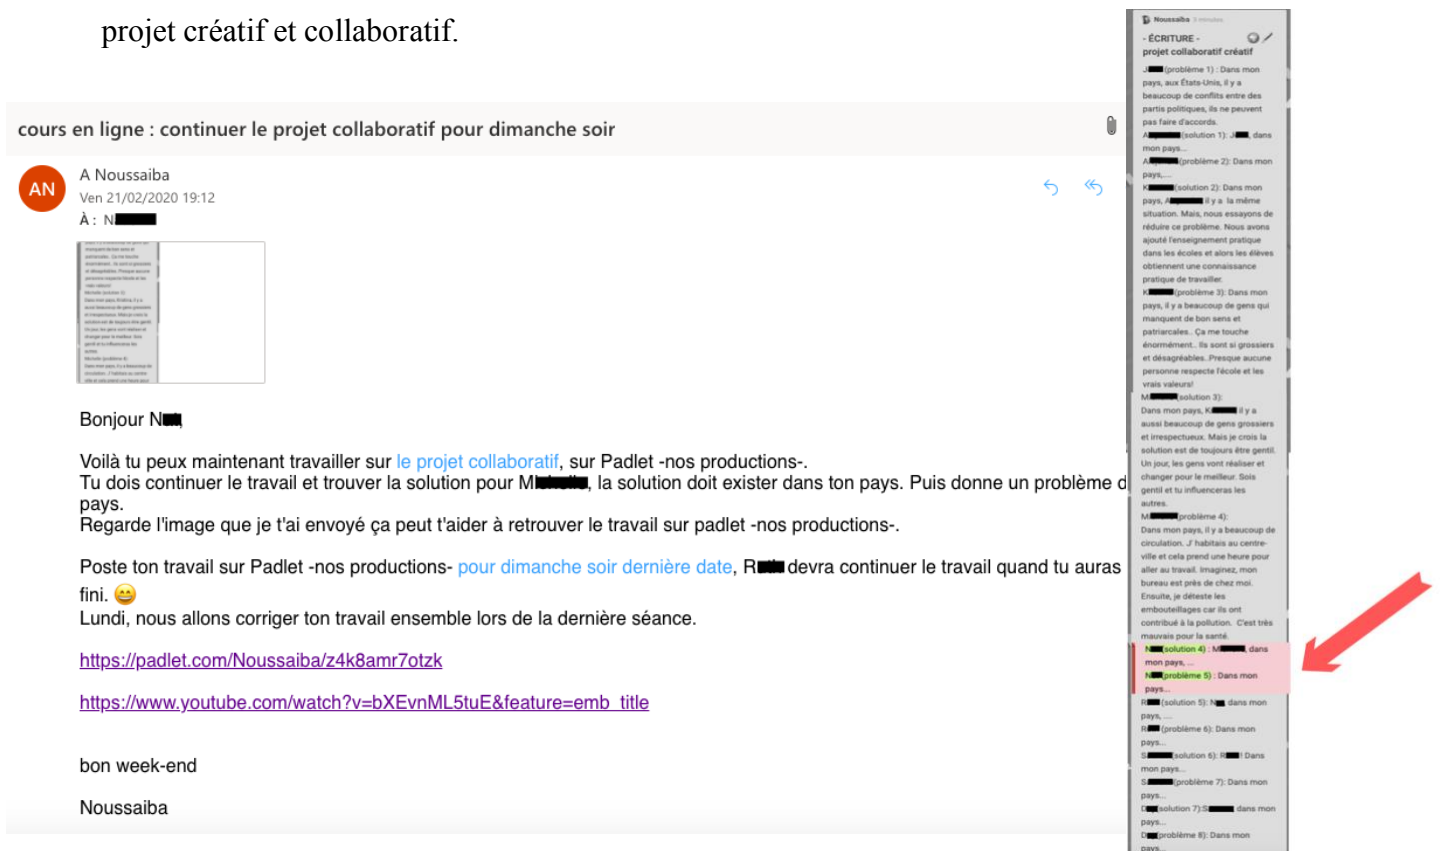 projet créatif et collaboratif.
cours en ligne : continuer le projet collaboratif pour dimanche soir
AN
A Noussaiba
Ven 21/02/2020 19:12
À : N
Bonjour N
Voilà tu peux maintenant travailler sur le projet collaboratif, sur Padlet -nos productions-.
Tu dois continuer le travail et trouver la solution pour M, la solution doit exister dans ton pays. Puis donne un problème d
pays.
Regarde l'image que je t'ai envoyé ça peut t'aider à retrouver le travail sur padlet -nos productions-.
Poste ton travail sur Padlet -nos productions- pour dimanche soir dernière date, R devra continuer le travail quand tu auras
fini. 😄
Lundi, nous allons corriger ton travail ensemble lors de la dernière séance.
https://padlet.com/Noussaiba/z4k8amr7otzk
https://www.youtube.com/watch?v=bXEvnML5tuE&feature=emb_title
bon week-end
Noussaiba
Noussaiba 3 minutes
- ÉCRITURE -
projet collaboratif créatif
J (problème 1) : Dans mon
pays, aux États-Unis, il y a
beaucoup de conflits entre des
partis politiques, ils ne peuvent
pas faire d'accords.
A (solution 1): J, dans
mon pays...
A (problème 2): Dans mon
pays,....
K (solution 2): Dans mon
pays, A il y a la même
situation. Mais, nous essayons de
réduire ce problème. Nous avons
ajouté l'enseignement pratique
dans les écoles et alors les élèves
obtiennent une connaissance
pratique de travailler.
K (problème 3): Dans mon
pays, il y a beaucoup de gens qui
manquent de bon sens et
patriarcales.. Ça me touche
énormément.. Ils sont si grossiers
et désagréables..Presque aucune
personne respecte l'école et les
vrais valeurs!
M (solution 3):
Dans mon pays, K il y a
aussi beaucoup de gens grossiers
et irrespectueux. Mais je crois la
solution est de toujours être gentil.
Un jour, les gens vont réaliser et
changer pour le meilleur. Sois
gentil et tu influenceras les
autres.
M (problème 4):
Dans mon pays, il y a beaucoup de
circulation. J' habitais au centre-
ville et cela prend une heure pour
aller au travail. Imaginez, mon
bureau est près de chez moi.
Ensuite, je déteste les
embouteillages car ils ont
contribué à la pollution. C'est très
mauvais pour la santé.
N (solution 4) : M, dans
mon pays, ...
N (problème 5) : Dans mon
pays...
R (solution 5): N, dans mon
pays, ....
R (problème 6): Dans mon
pays...
S (solution 6): R ! Dans
mon pays...
S (problème 7): Dans mon
pays...
D (solution 7):S dans mon
pays...
D (problème 8): Dans mon
pays...